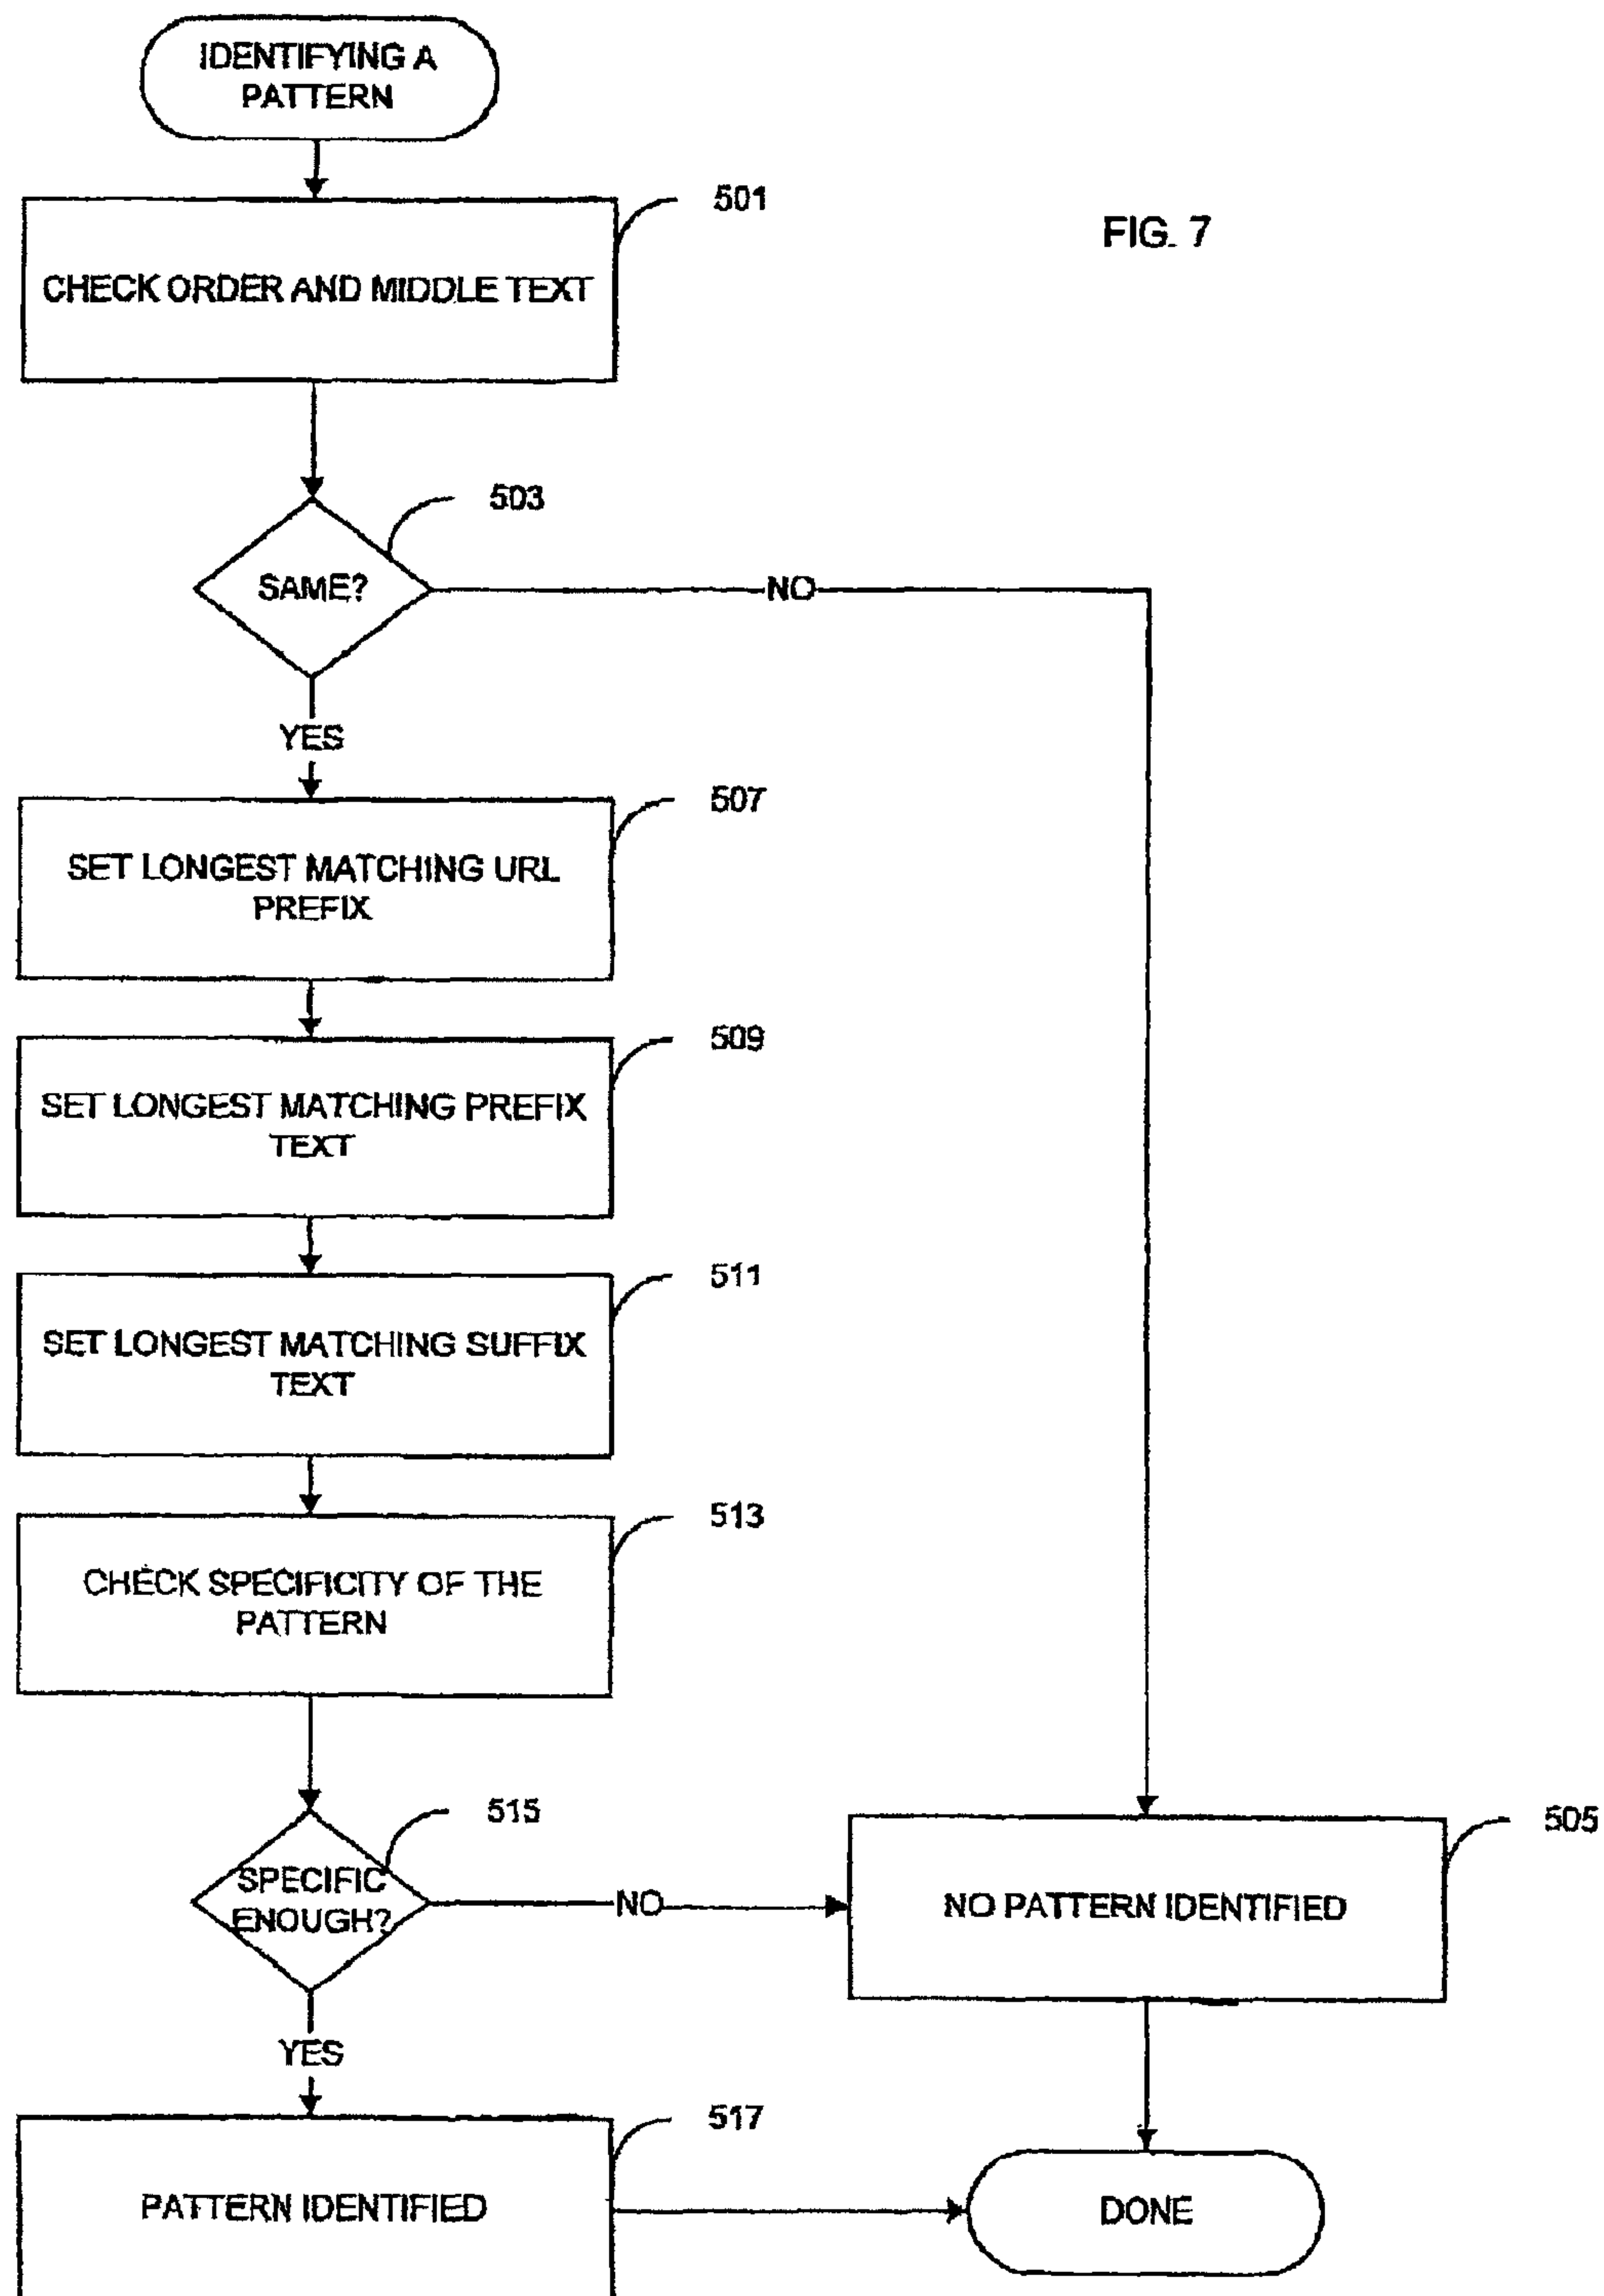 IDENTIFYING A
PATTERN
501
FIG. 7
CHECK ORDER AND MIDDLE TEXT
503
SAME?
NO
YES
507
SET LONGEST MATCHING URL
PREFIX
509
SET LONGEST MATCHING PREFIX
TEXT
511
SET LONGEST MATCHING SUFFIX
TEXT
513
CHECK SPECIFICITY OF THE
PATTERN
515
505
SPECIFIC
ENOUGH?
NO
NO PATTERN IDENTIFIED
YES
517
PATTERN IDENTIFIED
DONE